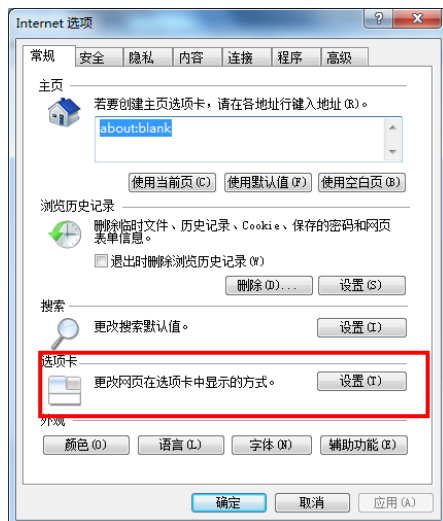 Internet 选项
常规 安全 隐私 内容 连接 程序 高级
主页
若要创建主页选项卡，请在各地址行键入地址(R)。
about:blank
使用当前页(C) 使用默认值(F) 使用空白页(B)
浏览历史记录
删除临时文件、历史记录、Cookie、保存的密码和网页
表单信息。
退出时删除浏览历史记录(W)
删除(D)... 设置(S)
搜索
更改搜索默认值。 设置(I)
选项卡
更改网页在选项卡中显示的方式。 设置(T)
外观
颜色(O) 语言(L) 字体(N) 辅助功能(E)
确定 取消 应用(A)